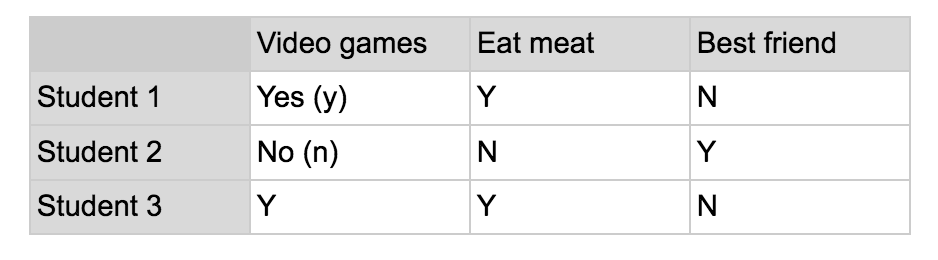 Video games Eat meat Best friend
Student 1 Yes (y) Y N
Student 2 No (n) N Y
Student 3 Y Y N